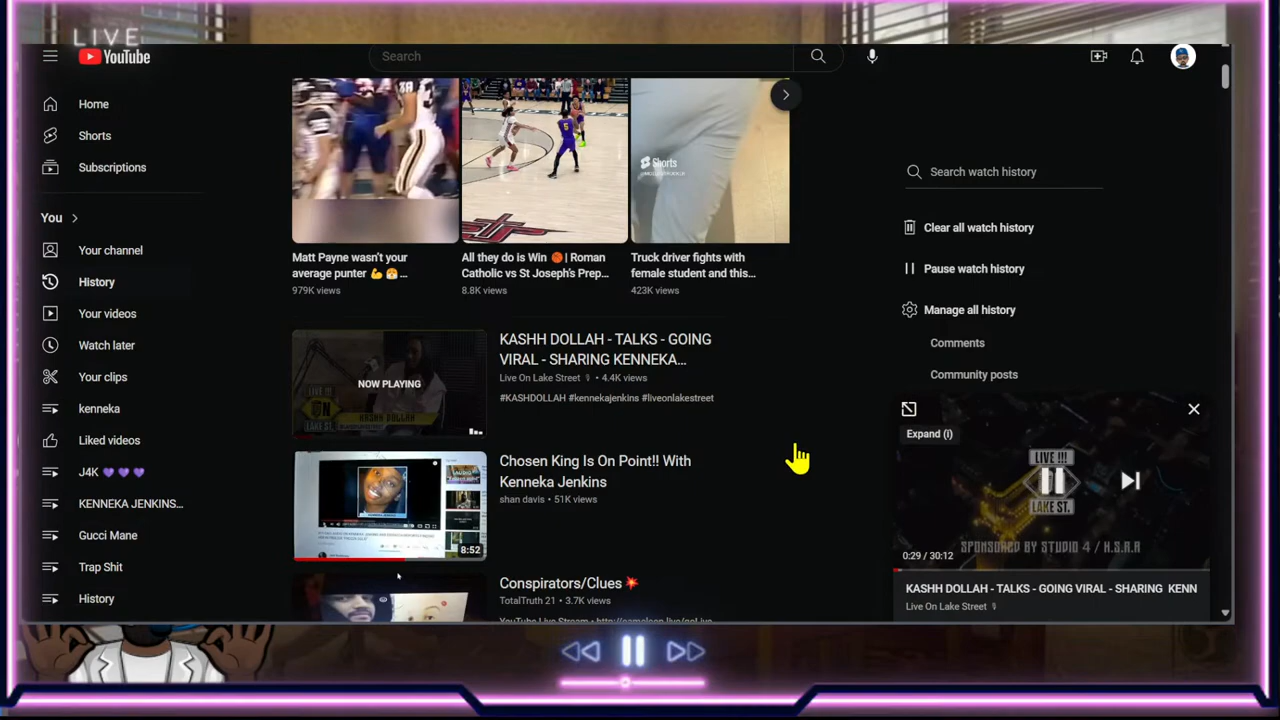 LIVE
YouTube
Search
Home
Shorts
Subscriptions
You
Your channel
History
Your videos
Watch later
Your clips
kenneka
Liked videos
J4K 💜 💜 💜
KENNEKA JENKINS...
Gucci Mane
Trap Shit
History
Shorts
Matt Payne wasn't your
average punter 💪 😤...
979K views
All they do is Win 🏀 | Roman
Catholic vs St Joseph's Prep...
8.8K views
Truck driver fights with
female student and this...
423K views
NOW PLAYING
LIVE !!!
ON
LAKE ST.
KASHH DOLLAH
KASHH DOLLAH - TALKS - GOING
VIRAL - SHARING KENNEKA...
Live On Lake Street 🎙 • 4.4K views
#KASHDOLLAH #kennekajenkins #liveonlakestreet
8:52
Chosen King Is On Point!! With
Kenneka Jenkins
shan davis • 51K views
Conspirators/Clues 💥
TotalTruth 21 • 3.7K views
Search watch history
Clear all watch history
Pause watch history
Manage all history
Comments
Community posts
Expand (i)
LIVE !!!
LAKE ST.
SPONSORED BY STUDIO 4 / H.S.R.R
0:29 / 30:12
KASHH DOLLAH - TALKS - GOING VIRAL - SHARING KENN
Live On Lake Street 🎙